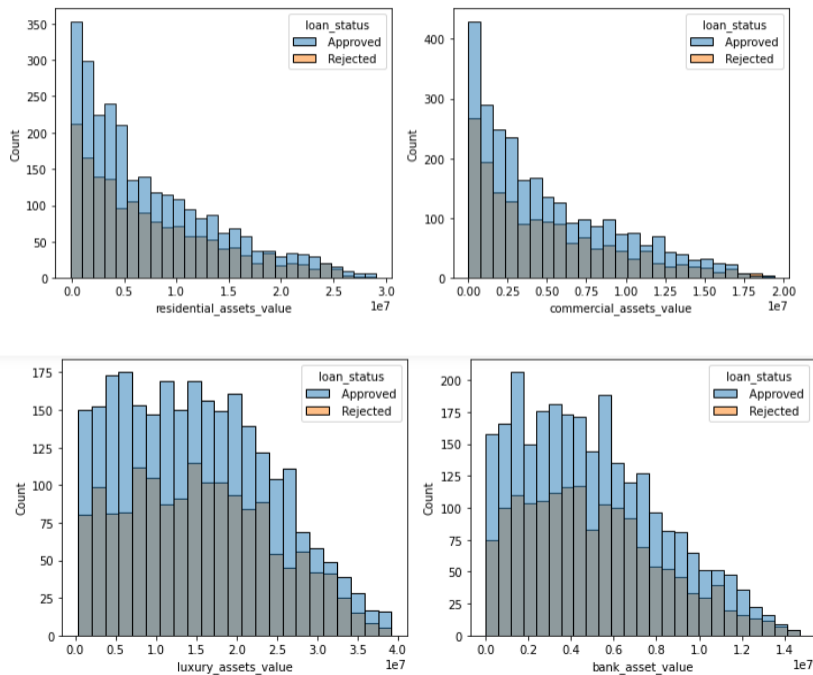 loan_status
Approved
Rejected
350
300
250
200
150
100
50
0
Count
0.0 0.5 1.0 1.5 2.0 2.5 3.0
1e7
residential_assets_value
loan_status
Approved
Rejected
400
300
200
100
0
Count
0.00 0.25 0.50 0.75 1.00 1.25 1.50 1.75 2.00
1e7
commercial_assets_value
loan_status
Approved
Rejected
175
150
125
100
75
50
25
0
Count
0.0 0.5 1.0 1.5 2.0 2.5 3.0 3.5 4.0
1e7
luxury_assets_value
loan_status
Approved
Rejected
200
175
150
125
100
75
50
25
0
Count
0.0 0.2 0.4 0.6 0.8 1.0 1.2 1.4
1e7
bank_asset_value